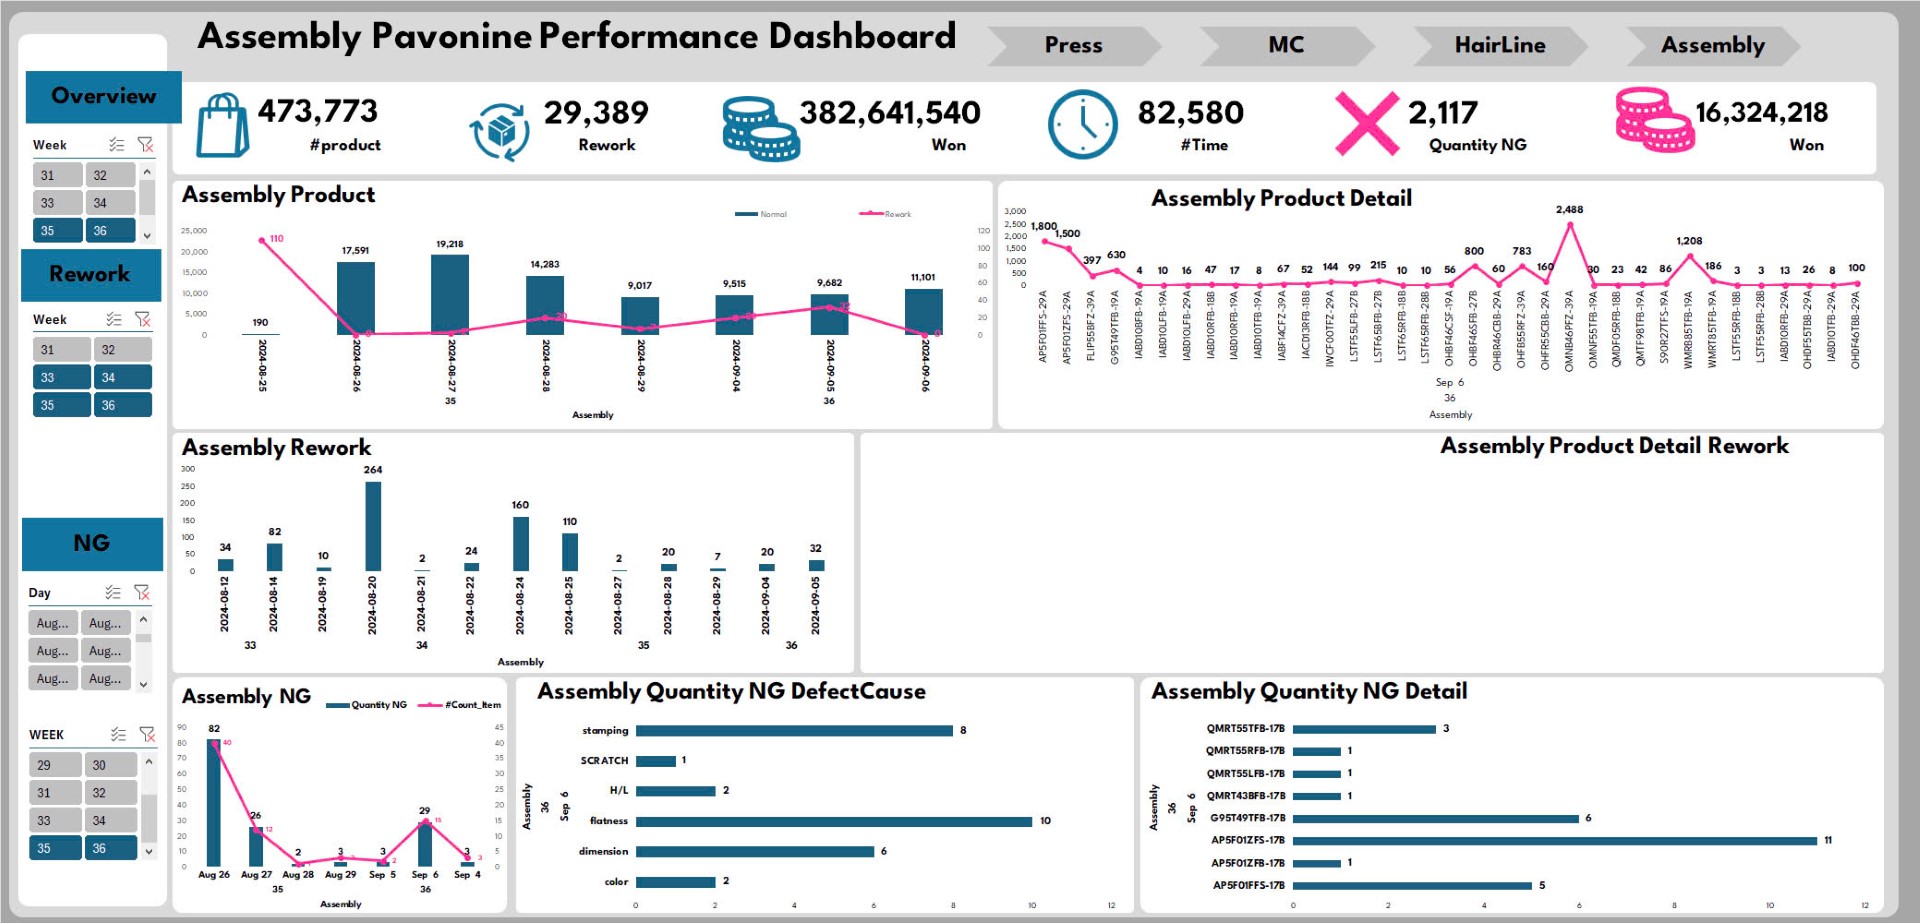 Assembly Pavonine Performance Dashboard
Press
MC
HairLine
Assembly
Overview
473,773
#product
29,389
Rework
382,641,540
Won
82,580
#Time
2,117
Quantity NG
16,324,218
Won
Week
31 32
33 34
35 36
Rework
Week
31 32
33 34
35 36
NG
Day
Aug... Aug...
Aug... Aug...
Aug... Aug...
WEEK
29 30
31 32
33 34
35 36
Assembly Product
Normal Rework
25,000
20,000
15,000
10,000
5,000
0
120
100
80
60
40
20
0
110
190
17,591
19,218
14,283
9,017
9,515
9,682
11,101
2024-08-25
2024-08-26
2024-08-27
2024-08-28
2024-08-29
2024-09-04
2024-09-05
2024-09-06
35 36
Assembly
Assembly Product Detail
3,000
2,500
2,000
1,500
1,000
500
0
1,800 1,500 397 630 4 10 16 47 17 8 67 52 144 99 215 10 10 56 800 60 783 160 2,488 30 23 42 86 1,208 186 3 3 13 26 8 100
AP5F01FFS-29A
AP5F01ZFS-29A
FLIP55BFZ-39A
G95T49TFB-19A
IABD10BFB-19A
IABD10LFB-19A
IABD10LFB-29A
IABD10RFB-18B
IABD10RFB-19A
IABD10TFB-19A
IABF14CFZ-39A
IACD13RFB-18B
IWCF00TFZ-29A
LSTF55LFB-27B
LSTF65BFB-27B
LSTF65RFB-18B
LSTF65RFB-28B
OHBF46CSF-19A
OHBF46SFB-27B
OHBR46CBB-29A
OHFB55RFZ-39A
OHFR55CBB-29A
OMNB46PFZ-39A
OMNF55TFB-19A
QMDF05RFB-18B
QMTF98TFB-19A
S90R27TFS-19A
WMRB85TFB-19A
WMRT85TFB-19A
LSTF55RFB-18B
LSTF55RFB-28B
IABD10RFB-29A
OHDF55TBB-29A
IABD10TFB-29A
OHDF46TBB-29A
Sep 6
36
Assembly
Assembly Rework
300
250
200
150
100
50
0
34 82 10 264 2 24 160 110 2 20 7 20 32
2024-08-12
2024-08-14
2024-08-19
2024-08-20
2024-08-21
2024-08-22
2024-08-24
2024-08-25
2024-08-27
2024-08-28
2024-08-29
2024-09-04
2024-09-05
33 34 35 36
Assembly
Assembly Product Detail Rework
Assembly NG
Quantity NG #Count_Item
90
80
70
60
50
40
30
20
10
0
45
40
35
30
25
20
15
10
5
0
82 26 2 3 3 29 3
40 12 2 15 3
Aug 26 Aug 27 Aug 28 Aug 29 Sep 5 Sep 6 Sep 4
35 36
Assembly
Assembly Quantity NG DefectCause
Assembly
36
Sep 6
stamping 8
SCRATCH 1
H/L 2
flatness 10
dimension 6
color 2
0 2 4 6 8 10 12
Assembly Quantity NG Detail
Assembly
36
Sep 6
QMRT55TFB-17B 3
QMRT55RFB-17B 1
QMRT55LFB-17B 1
QMRT43BFB-17B 1
G95T49TFB-17B 6
AP5F01ZFS-17B 11
AP5F01ZFB-17B 1
AP5F01FFS-17B 5
0 2 4 6 8 10 12